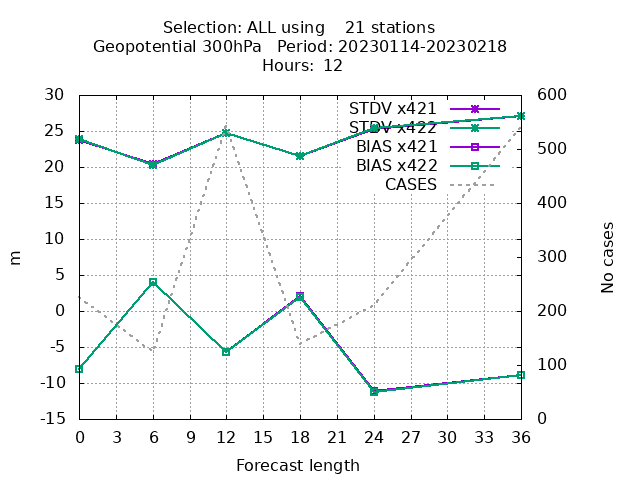 Selection: ALL using    21 stations
Geopotential 300hPa   Period: 20230114-20230218
Hours: 12
30
25
20
15
10
5
0
-5
-10
-15
m
600
500
400
300
200
100
0
No cases
STDV x421
STDV x422
BIAS x421
BIAS x422
CASES
0 3 6 9 12 15 18 21 24 27 30 33 36
Forecast length